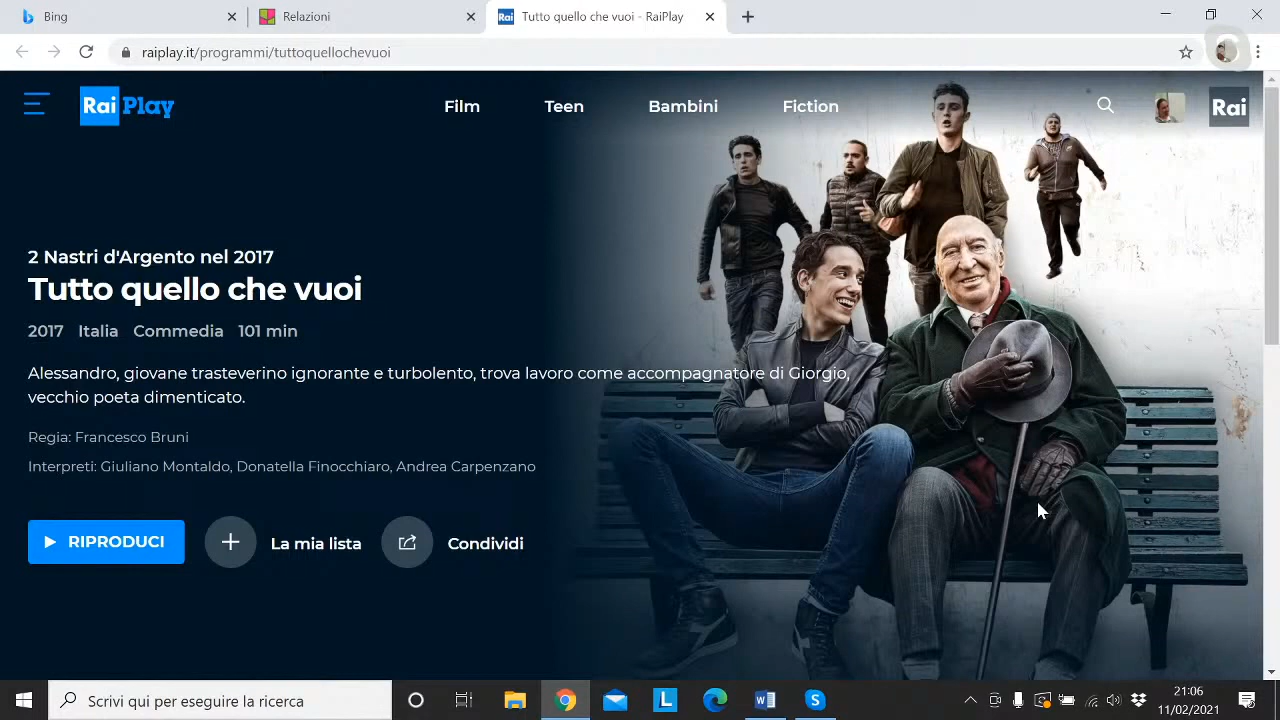 Bing
Relazioni
Tutto quello che vuoi - RaiPlay
raiplay.it/programmi/tuttoquellochevuoi
Rai Play
Film
Teen
Bambini
Fiction
Rai
2 Nastri d'Argento nel 2017
Tutto quello che vuoi
2017 Italia Commedia 101 min
Alessandro, giovane trasteverino ignorante e turbolento, trova lavoro come accompagnatore di Giorgio,
vecchio poeta dimenticato.
Regia: Francesco Bruni
Interpreti: Giuliano Montaldo, Donatella Finocchiaro, Andrea Carpenzano
RIPRODUCI
La mia lista
Condividi
Scrivi qui per eseguire la ricerca
21:06
11/02/2021